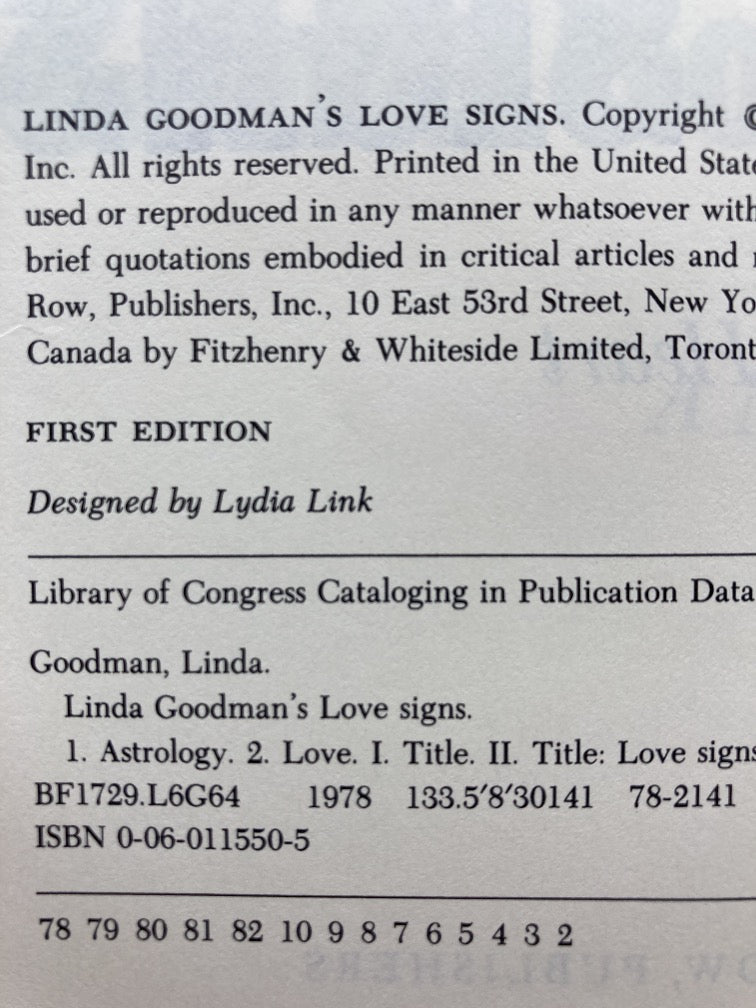 LINDA GOODMAN'S LOVE SIGNS. Copyright ©
Inc. All rights reserved. Printed in the United State
used or reproduced in any manner whatsoever with
brief quotations embodied in critical articles and
Row, Publishers, Inc., 10 East 53rd Street, New Yo
Canada by Fitzhenry & Whiteside Limited, Toront
FIRST EDITION
Designed by Lydia Link
Library of Congress Cataloging in Publication Data
Goodman, Linda.
Linda Goodman's Love signs.
1. Astrology. 2. Love. I. Title. II. Title: Love signs
BF1729.L6G64 1978 133.5'8'30141 78-2141
ISBN 0-06-011550-5
78 79 80 81 82 10 9 8 7 6 5 4 3 2